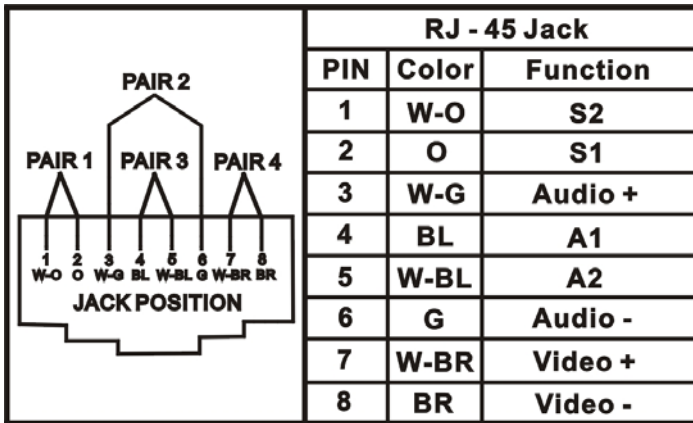 PAIR 2
PAIR 1 PAIR 3 PAIR 4
1 2 3 4 5 6 7 8
W-O O W-G BL W-BL G W-BR BR
JACK POSITION
RJ - 45 Jack
PIN Color Function
1 W-O S2
2 O S1
3 W-G Audio +
4 BL A1
5 W-BL A2
6 G Audio -
7 W-BR Video +
8 BR Video -